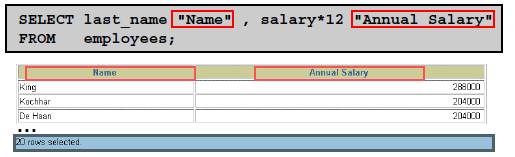 SELECT last_name "Name" , salary*12 "Annual Salary"
FROM employees;
Name Annual Salary
King 288000
Kochhar 204000
De Haan 204000
...
20 rows selected.